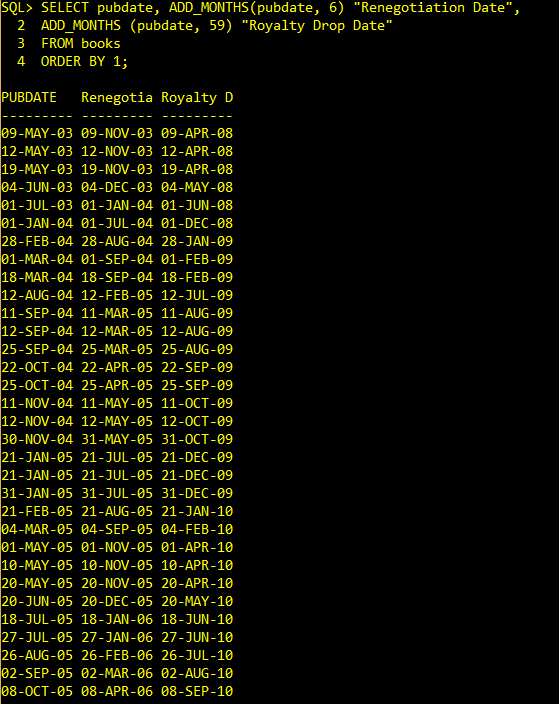 SQL> SELECT pubdate, ADD_MONTHS(pubdate, 6) "Renegotiation Date",
  2  ADD_MONTHS (pubdate, 59) "Royalty Drop Date"
  3  FROM books
  4  ORDER BY 1;
PUBDATE   Renegotia Royalty D
--------- --------- ---------
09-MAY-03 09-NOV-03 09-APR-08
12-MAY-03 12-NOV-03 12-APR-08
19-MAY-03 19-NOV-03 19-APR-08
04-JUN-03 04-DEC-03 04-MAY-08
01-JUL-03 01-JAN-04 01-JUN-08
01-JAN-04 01-JUL-04 01-DEC-08
28-FEB-04 28-AUG-04 28-JAN-09
01-MAR-04 01-SEP-04 01-FEB-09
18-MAR-04 18-SEP-04 18-FEB-09
12-AUG-04 12-FEB-05 12-JUL-09
11-SEP-04 11-MAR-05 11-AUG-09
12-SEP-04 12-MAR-05 12-AUG-09
25-SEP-04 25-MAR-05 25-AUG-09
22-OCT-04 22-APR-05 22-SEP-09
25-OCT-04 25-APR-05 25-SEP-09
11-NOV-04 11-MAY-05 11-OCT-09
12-NOV-04 12-MAY-05 12-OCT-09
30-NOV-04 31-MAY-05 31-OCT-09
21-JAN-05 21-JUL-05 21-DEC-09
21-JAN-05 21-JUL-05 21-DEC-09
31-JAN-05 31-JUL-05 31-DEC-09
21-FEB-05 21-AUG-05 21-JAN-10
04-MAR-05 04-SEP-05 04-FEB-10
01-MAY-05 01-NOV-05 01-APR-10
10-MAY-05 10-NOV-05 10-APR-10
20-MAY-05 20-NOV-05 20-APR-10
20-JUN-05 20-DEC-05 20-MAY-10
18-JUL-05 18-JAN-06 18-JUN-10
27-JUL-05 27-JAN-06 27-JUN-10
26-AUG-05 26-FEB-06 26-JUL-10
02-SEP-05 02-MAR-06 02-AUG-10
08-OCT-05 08-APR-06 08-SEP-10